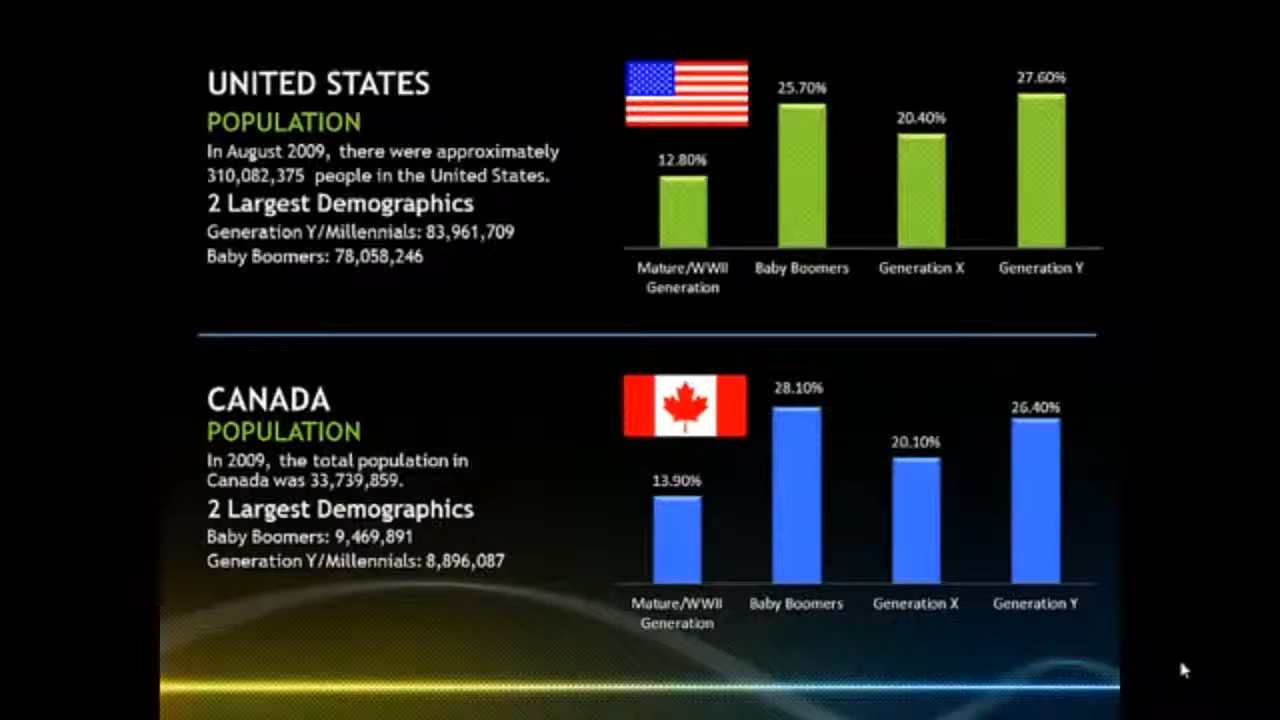 UNITED STATES
POPULATION
In August 2009, there were approximately
310,082,375 people in the United States.
2 Largest Demographics
Generation Y/Millennials: 83,961,709
Baby Boomers: 78,058,246
12.80%
25.70%
20.40%
27.60%
Mature/WWII
Generation
Baby Boomers
Generation X
Generation Y
CANADA
POPULATION
In 2009, the total population in
Canada was 33,739,859.
2 Largest Demographics
Baby Boomers: 9,469,891
Generation Y/Millennials: 8,896,087
13.90%
28.10%
20.10%
26.40%
Mature/WWII
Generation
Baby Boomers
Generation X
Generation Y